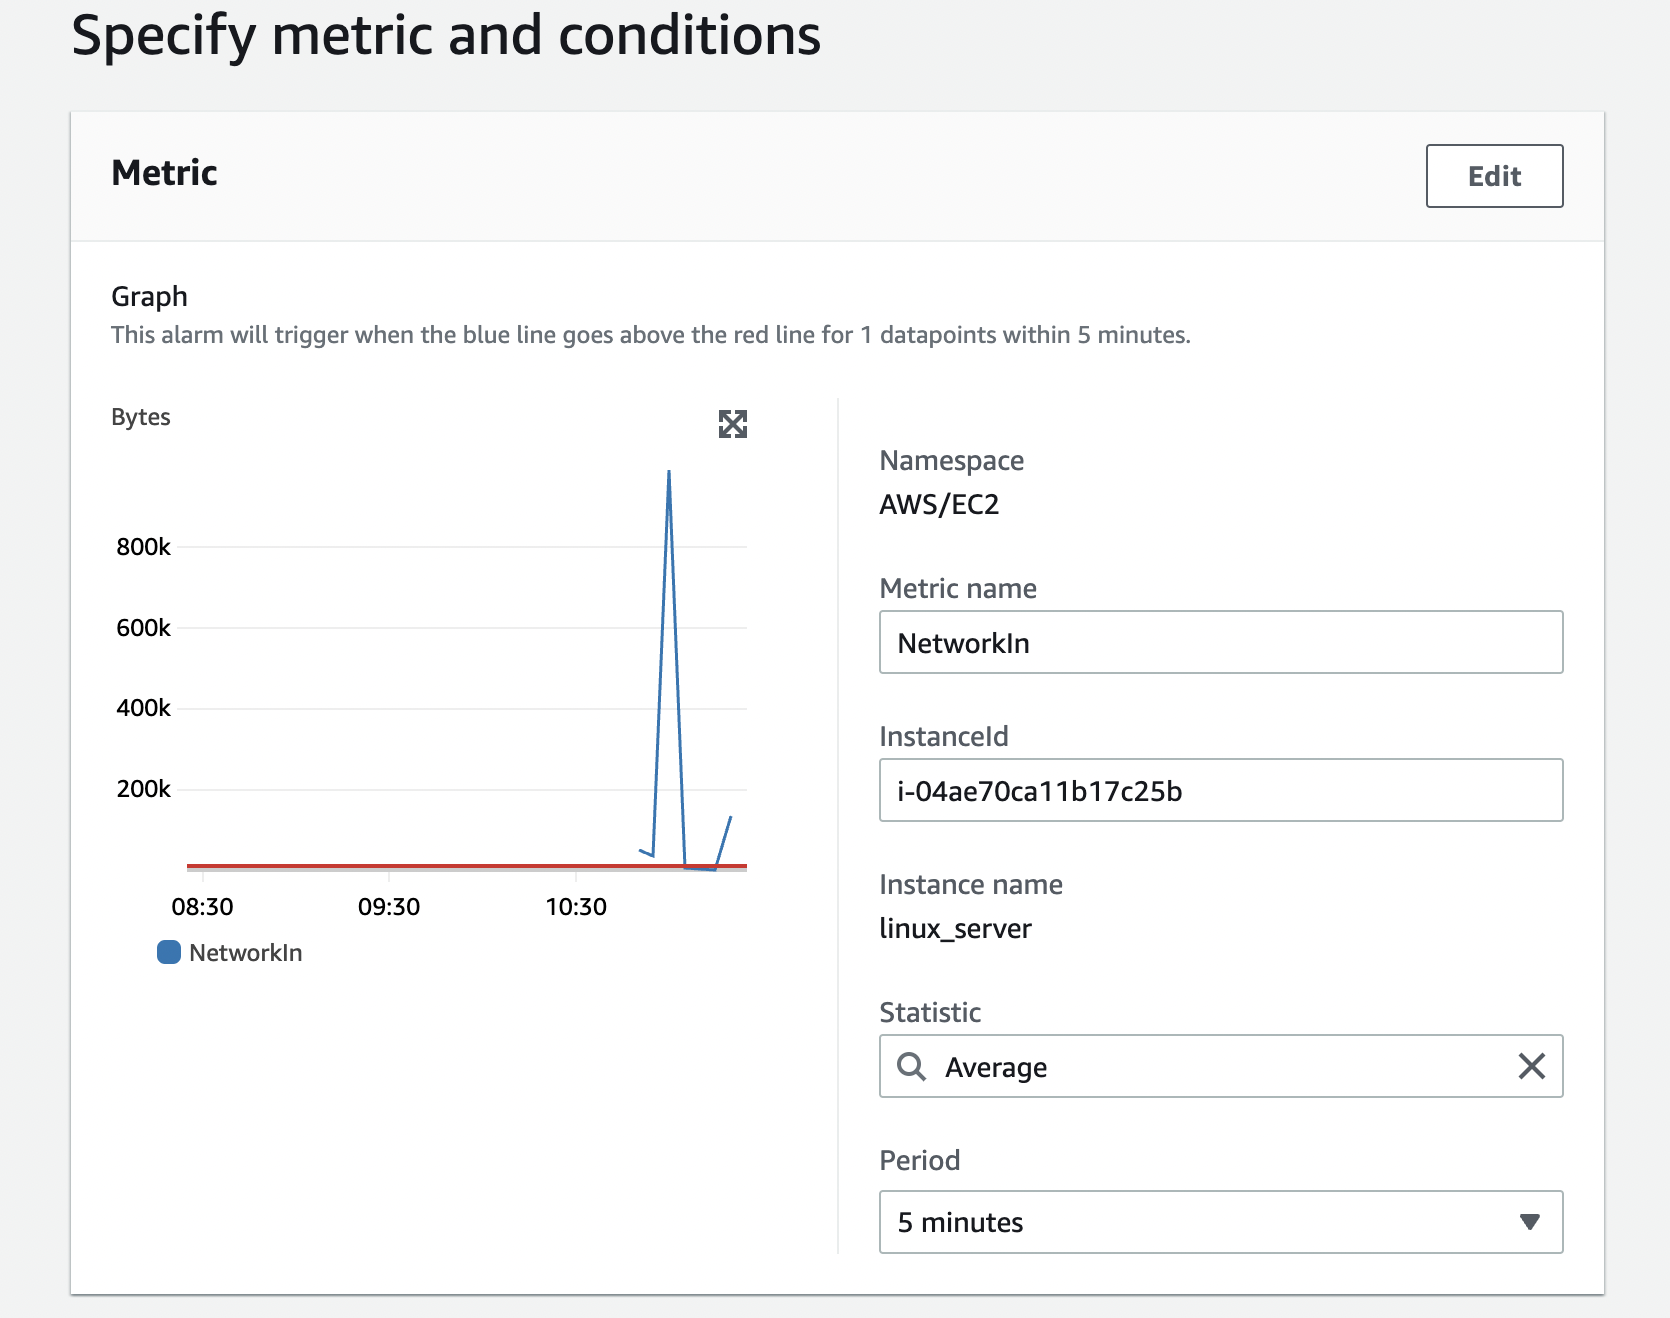 Specify metric and conditions
Metric
Edit
Graph
This alarm will trigger when the blue line goes above the red line for 1 datapoints within 5 minutes.
Bytes
800k
600k
400k
200k
08:30 09:30 10:30
NetworkIn
Namespace
AWS/EC2
Metric name
NetworkIn
InstanceId
i-04ae70ca11b17c25b
Instance name
linux_server
Statistic
Average
Period
5 minutes